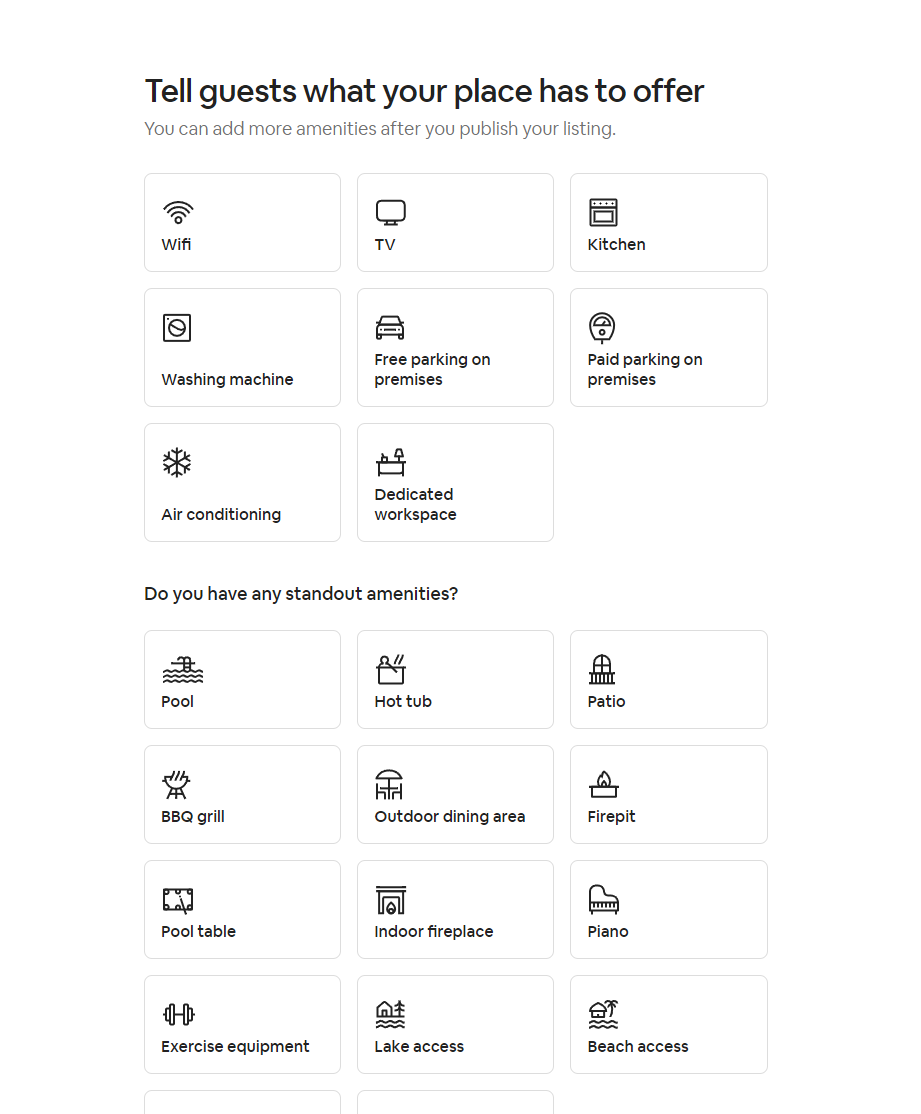 Tell guests what your place has to offer
You can add more amenities after you publish your listing.
Wifi
TV
Kitchen
Washing machine
Free parking on
premises
Paid parking on
premises
Air conditioning
Dedicated
workspace
Do you have any standout amenities?
Pool
Hot tub
Patio
BBQ grill
Outdoor dining area
Firepit
Pool table
Indoor fireplace
Piano
Exercise equipment
Lake access
Beach access